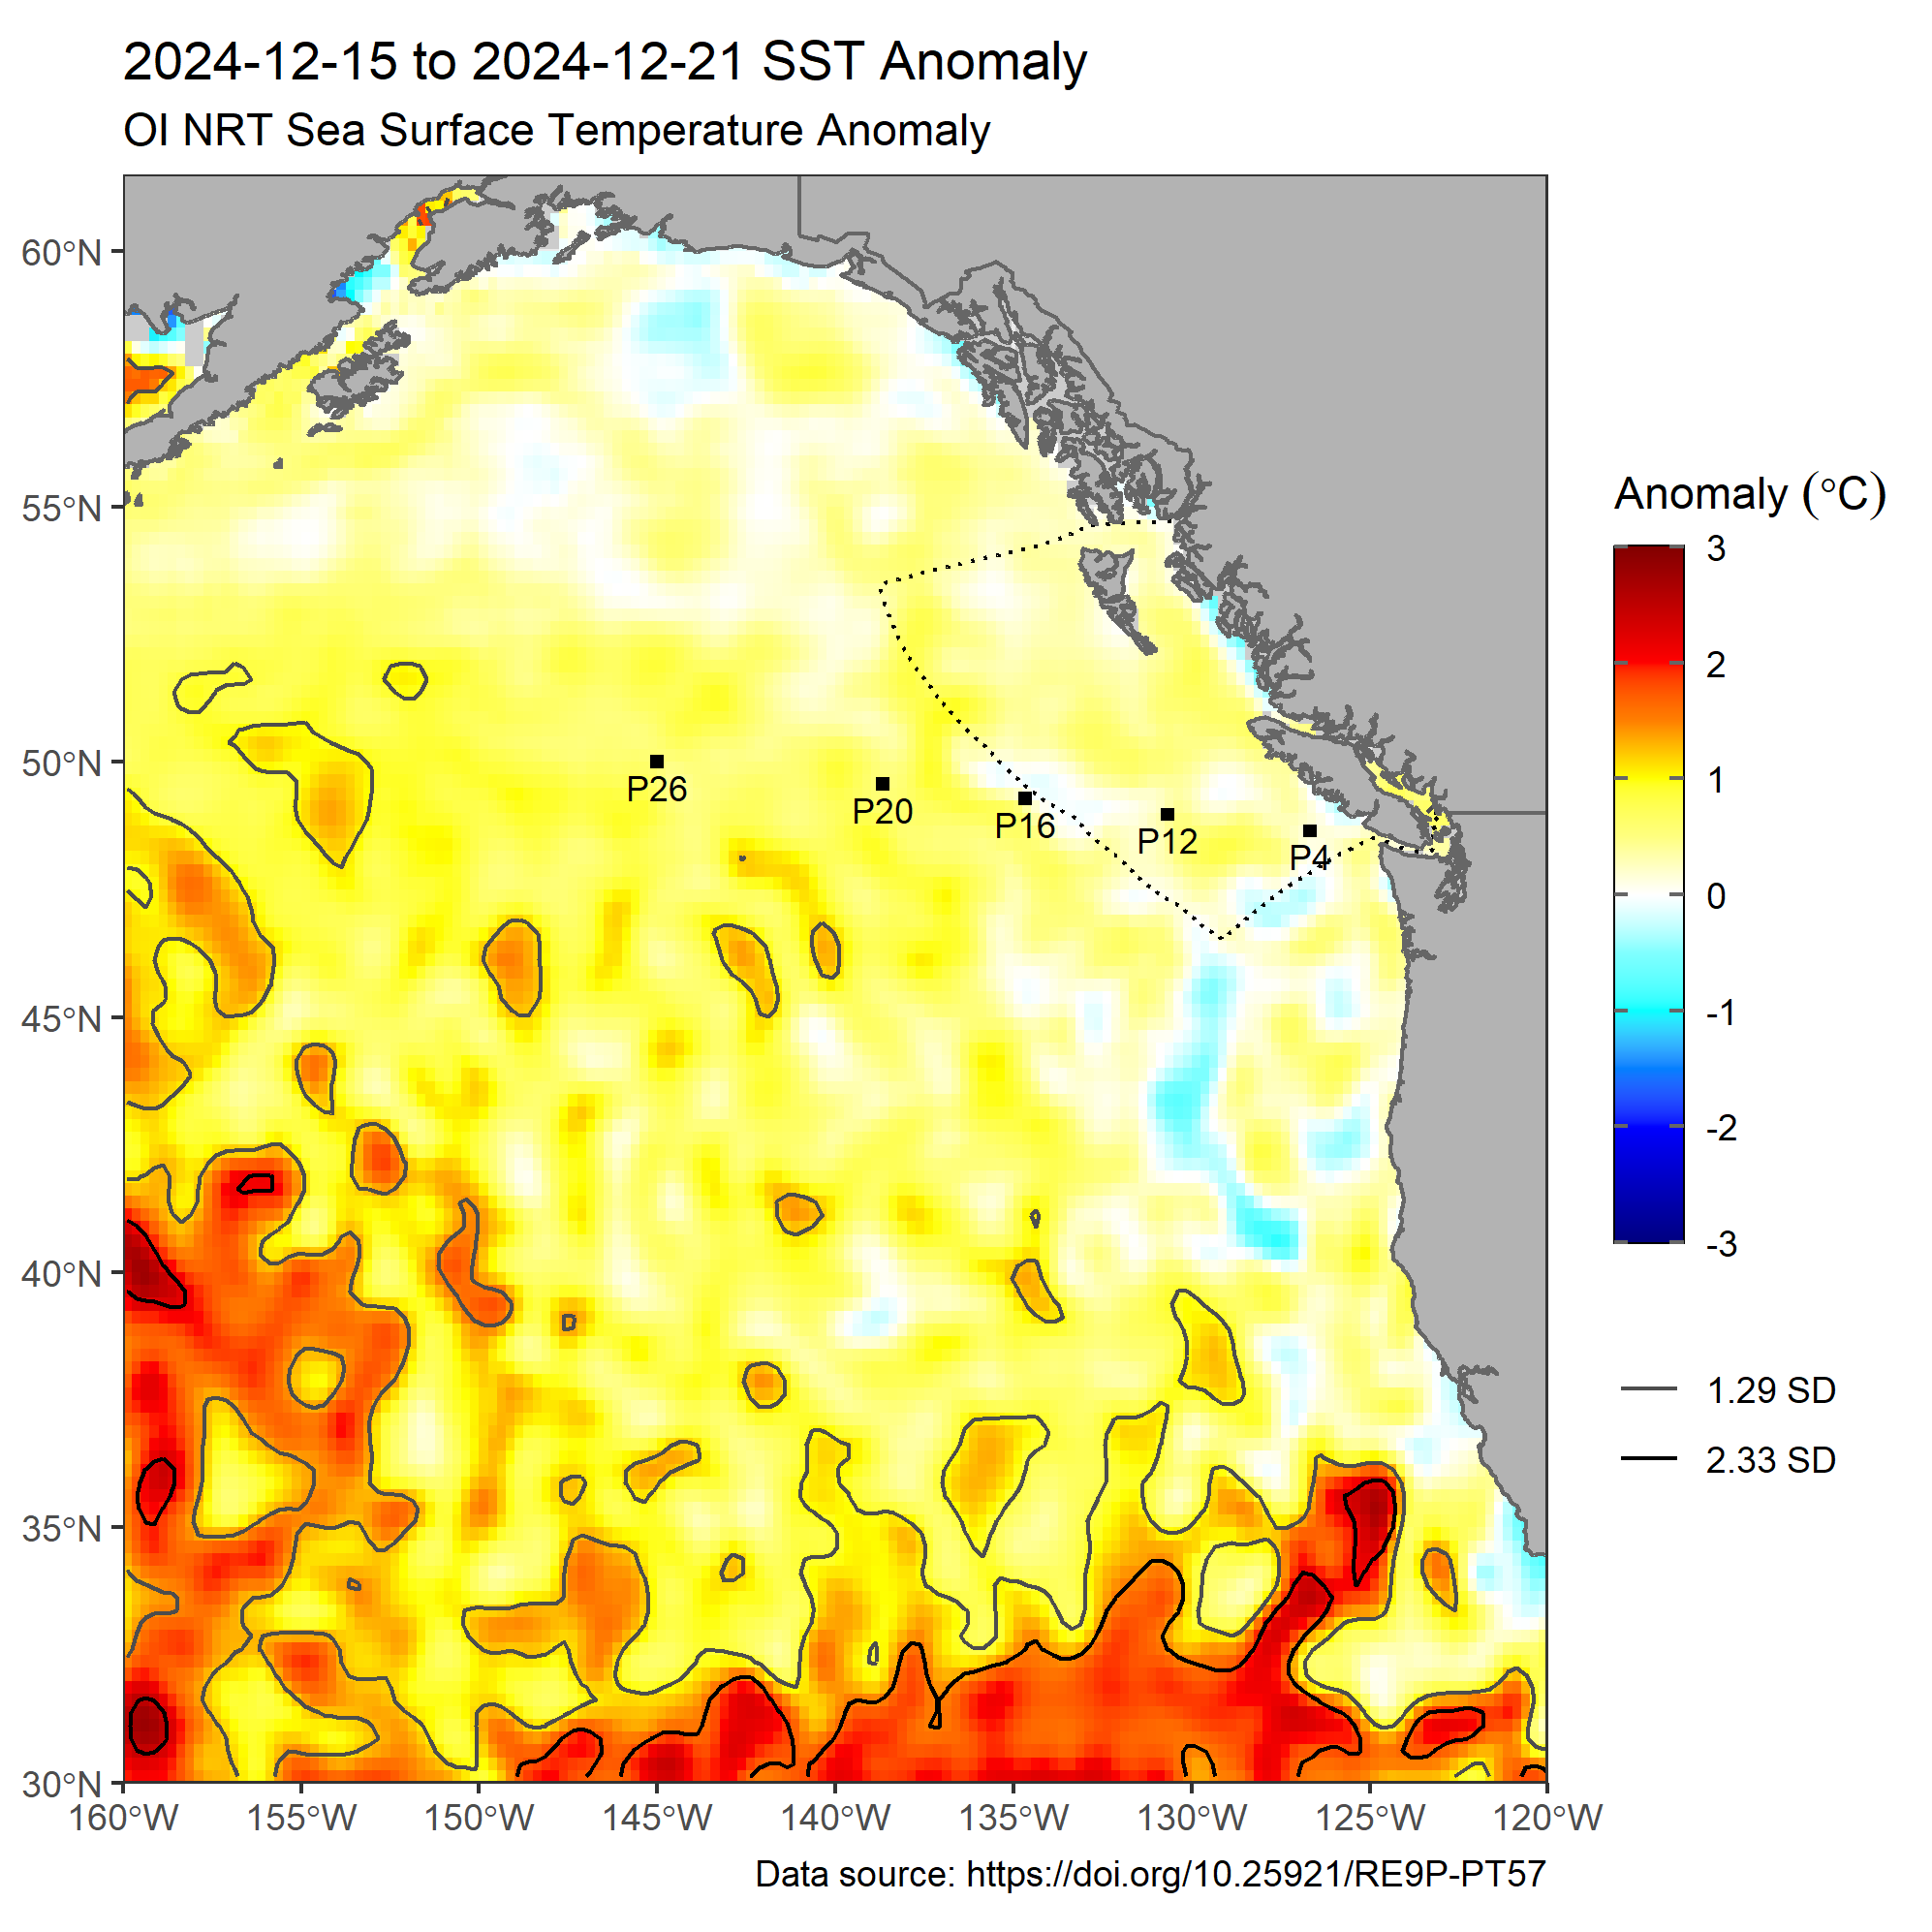 2024-12-15 to 2024-12-21 SST Anomaly
OI NRT Sea Surface Temperature Anomaly
60°N
55°N
50°N
45°N
40°N
35°N
30°N
160°W 155°W 150°W 145°W 140°W 135°W 130°W 125°W 120°W
P26
P20
P16
P12
P4
Anomaly (°C)
3
2
1
0
-1
-2
-3
1.29 SD
2.33 SD
Data source: https://doi.org/10.25921/RE9P-PT57